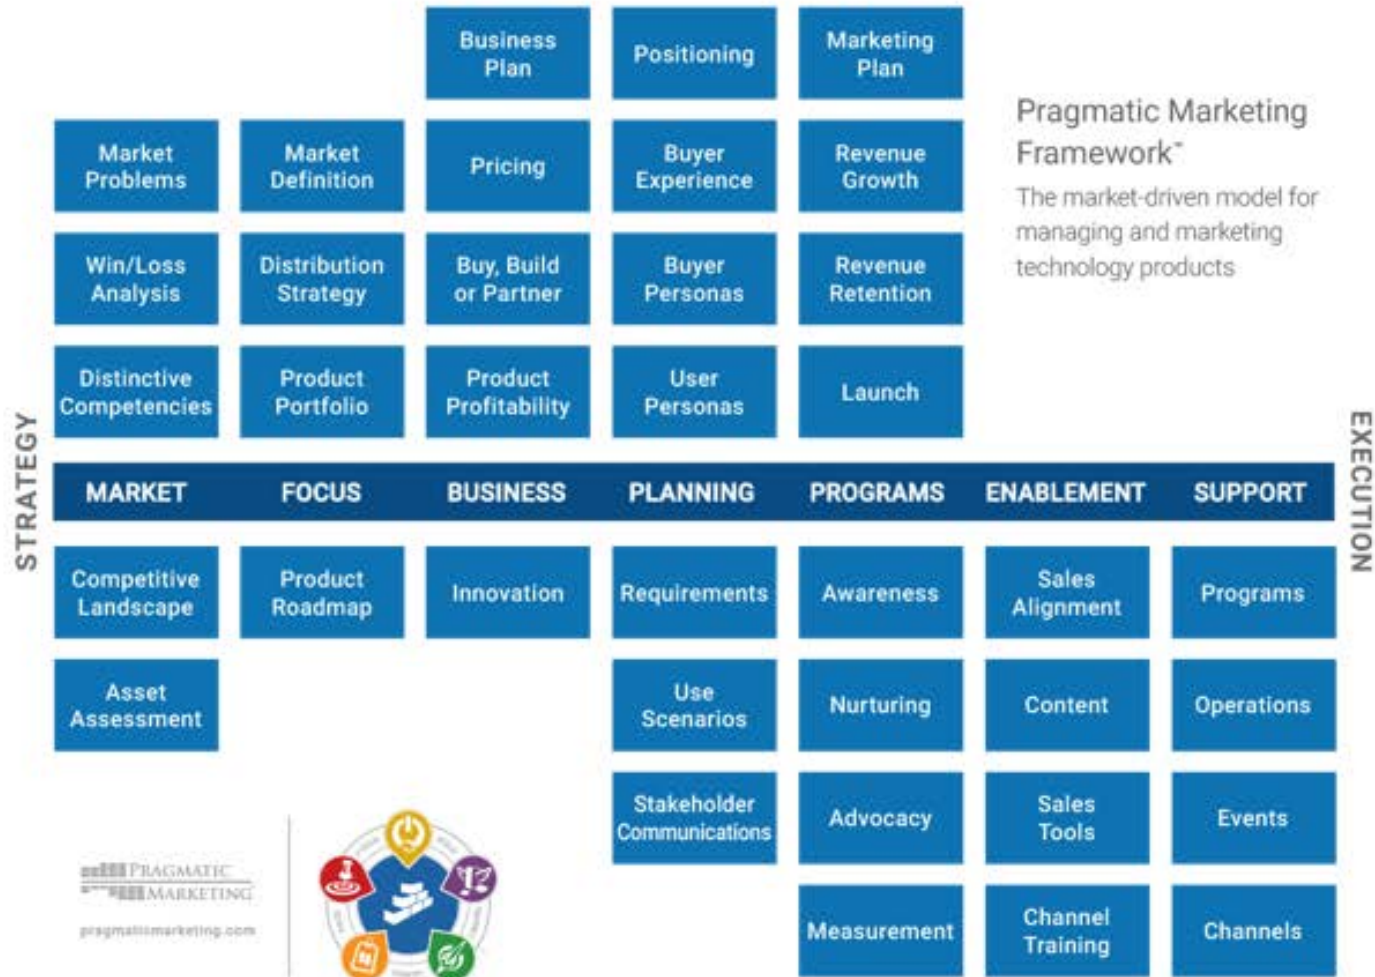 Business
Plan
Positioning
Marketing
Plan
Pragmatic Marketing
Framework™
The market-driven model for
managing and marketing
technology products
Market
Problems
Market
Definition
Pricing
Buyer
Experience
Revenue
Growth
Win/Loss
Analysis
Distribution
Strategy
Buy, Build
or Partner
Buyer
Personas
Revenue
Retention
Distinctive
Competencies
Product
Portfolio
Product
Profitability
User
Personas
Launch
STRATEGY
MARKET
FOCUS
BUSINESS
PLANNING
PROGRAMS
ENABLEMENT
SUPPORT
EXECUTION
Competitive
Landscape
Product
Roadmap
Innovation
Requirements
Awareness
Sales
Alignment
Programs
Asset
Assessment
Use
Scenarios
Nurturing
Content
Operations
Stakeholder
Communications
Advocacy
Sales
Tools
Events
Measurement
Channel
Training
Channels
PRAGMATIC
MARKETING
pragmaticmarketing.com